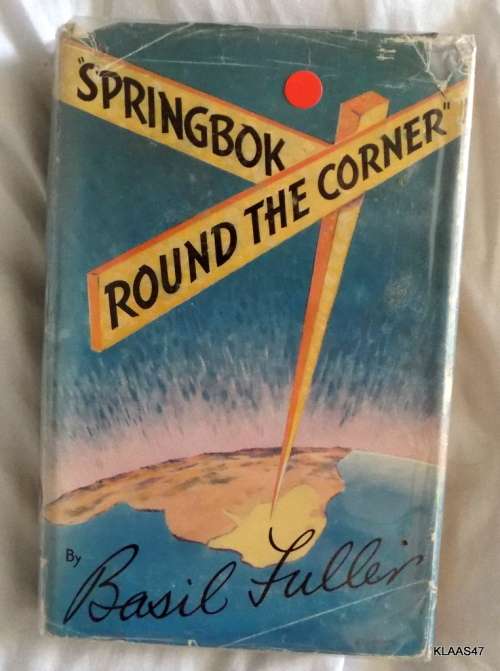 "SPRINGBOK
ROUND THE CORNER"
By
Basil Fuller
KLAAS47